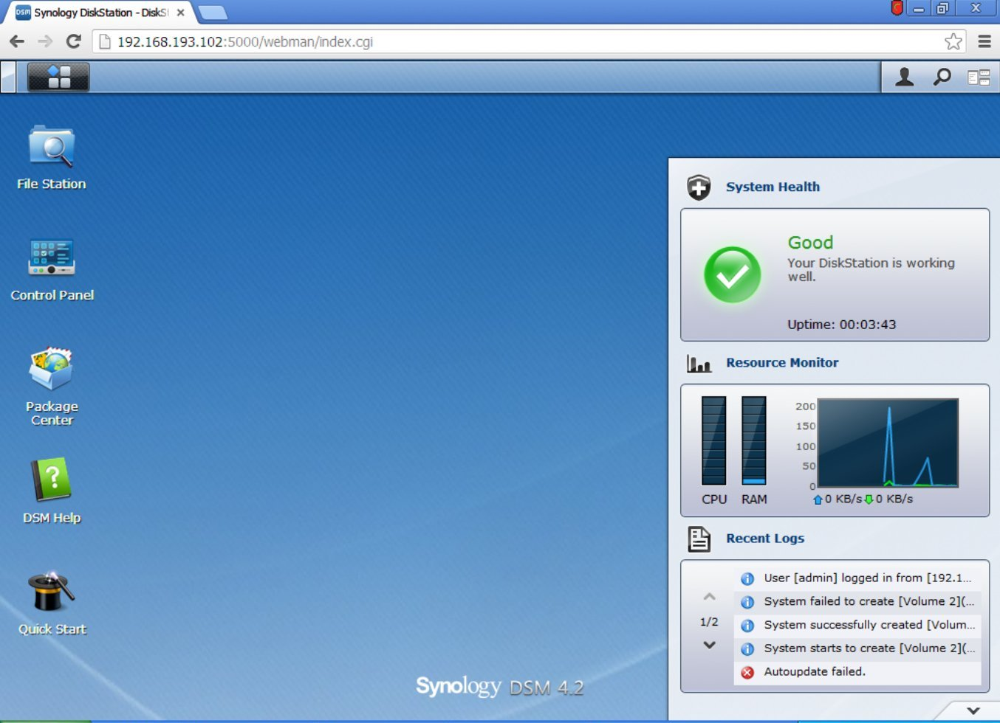 DSM Synology DiskStation - DiskS
192.168.193.102:5000/webman/index.cgi
File Station
Control Panel
Package
Center
DSM Help
Quick Start
System Health
Good
Your DiskStation is working
well.
Uptime: 00:03:43
Resource Monitor
200
150
100
50
0
CPU RAM
0 KB/s 0 KB/s
Recent Logs
1/2
User [admin] logged in from [192.1...
System failed to create [Volume 2](...
System successfully created [Volum...
System starts to create [Volume 2](...
Autoupdate failed.
Synology DSM 4.2